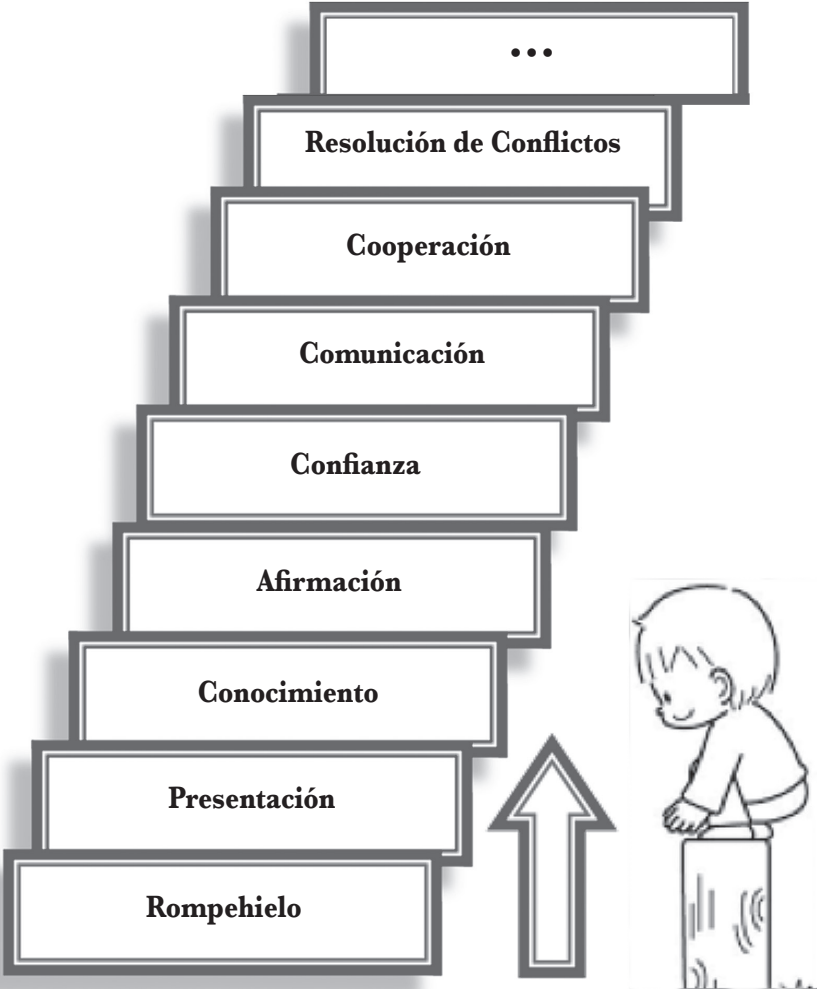 ...
Resolución de Conflictos
Cooperación
Comunicación
Confianza
Afirmación
Conocimiento
Presentación
Rompehielo